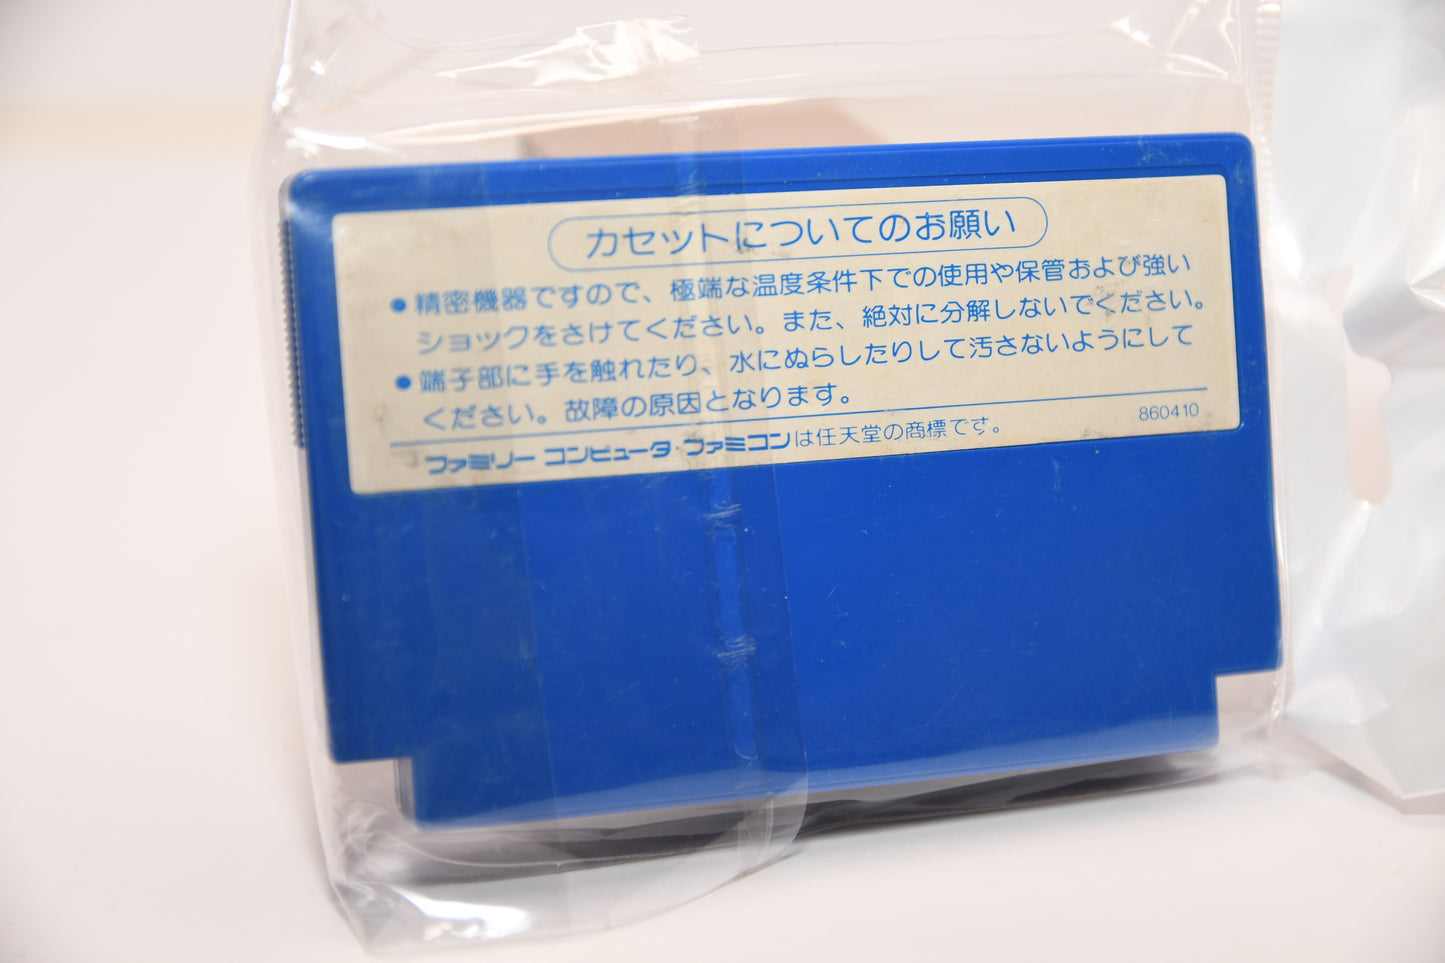 カセットについてのお願い
●精密機器ですので、極端な温度条件下での使用や保管および強い
ショックをさけてください。また、絶対に分解しないでください。
●端子部に手を触れたり、水にぬらしたりして汚さないようにして
ください。故障の原因となります。
ファミリー コンピュータ・ファミコンは任天堂の商標です。
860410